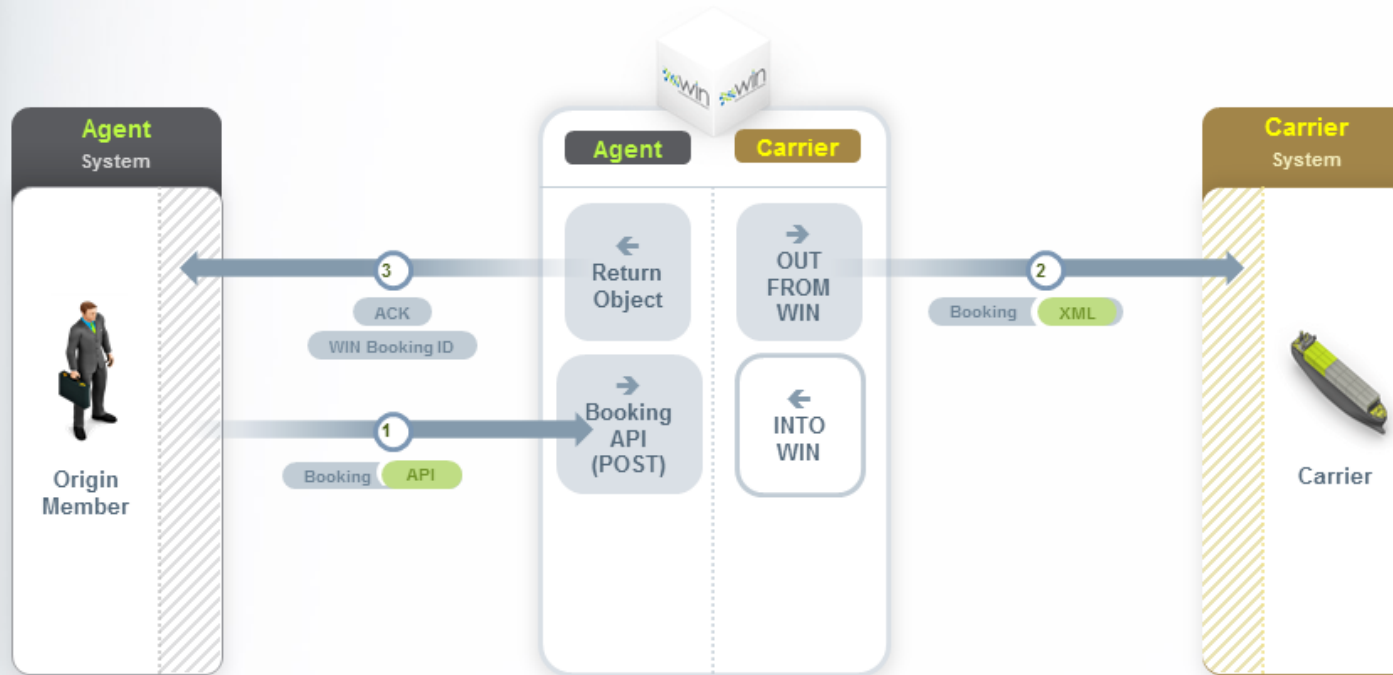 win win
Agent
System
Agent
Carrier
Carrier
System
Return
Object
OUT
FROM
WIN
3
ACK
WIN Booking ID
2
Booking XML
Booking
API
(POST)
INTO
WIN
1
Booking API
Origin
Member
Carrier